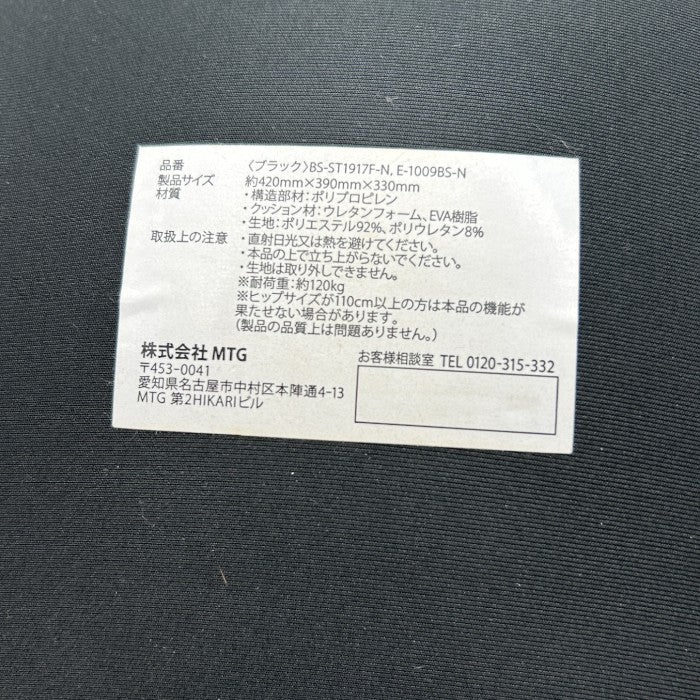 品番 〈ブラック〉BS-ST1917F-N, E-1009BS-N
製品サイズ 約420mm×390mm×330mm
材質 ・構造部材：ポリプロピレン
・クッション材：ウレタンフォーム、EVA樹脂
・生地：ポリエステル92%、ポリウレタン8%
取扱上の注意 ・直射日光又は熱を避けてください。
・本品の上で立ち上がらないでください。
・生地は取り外しできません。
※耐荷重：約120kg
※ヒップサイズが110cm以上の方は本品の機能が
果たせない場合があります。
(製品の品質上は問題ありません。)
株式会社 MTG
お客様相談室 TEL 0120-315-332
〒453-0041
愛知県名古屋市中村区本陣通4-13
MTG 第2HIKARIビル